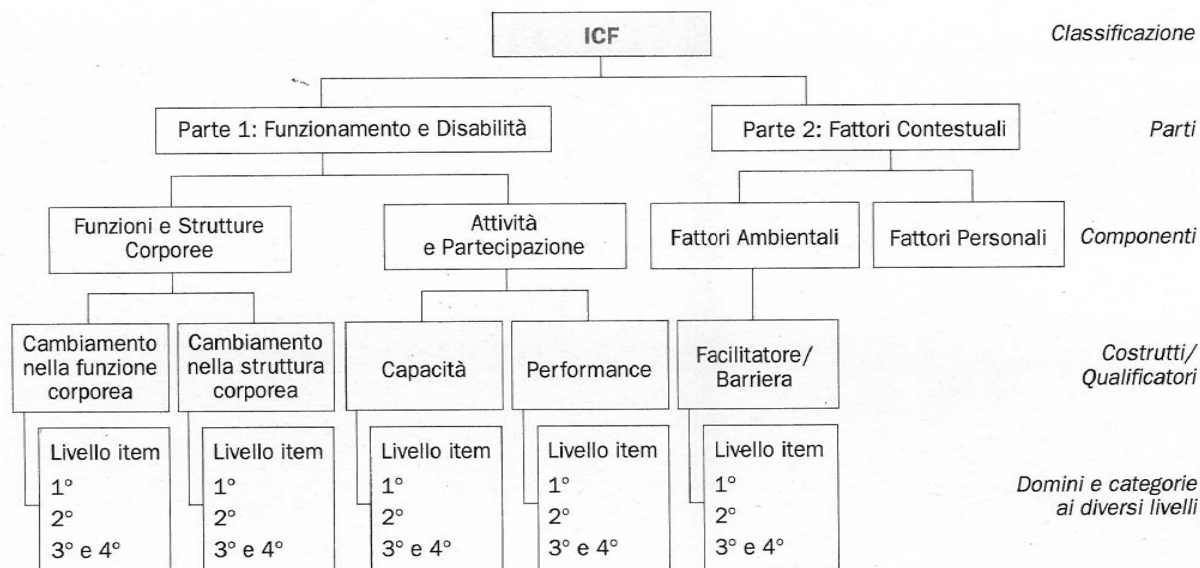 ICF
Classificazione
Parte 1: Funzionamento e Disabilità
Parte 2: Fattori Contestuali
Parti
Funzioni e Strutture
Corporee
Attività
e Partecipazione
Fattori Ambientali
Fattori Personali
Componenti
Cambiamento
nella funzione
corporea
Cambiamento
nella struttura
corporea
Capacità
Performance
Facilitatore/
Barriera
Costrutti/
Qualificatori
Livello item
1°
2°
3° e 4°
Livello item
1°
2°
3° e 4°
Livello item
1°
2°
3° e 4°
Livello item
1°
2°
3° e 4°
Livello item
1°
2°
3° e 4°
Domini e categorie
ai diversi livelli